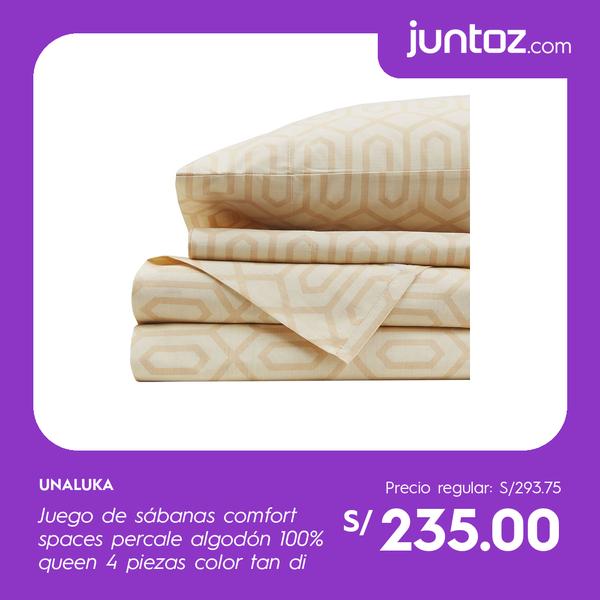 juntoz.com
UNALUKA
Juego de sábanas comfort
spaces percale algodón 100%
queen 4 piezas color tan di
Precio regular: S/293.75
S/ 235.00